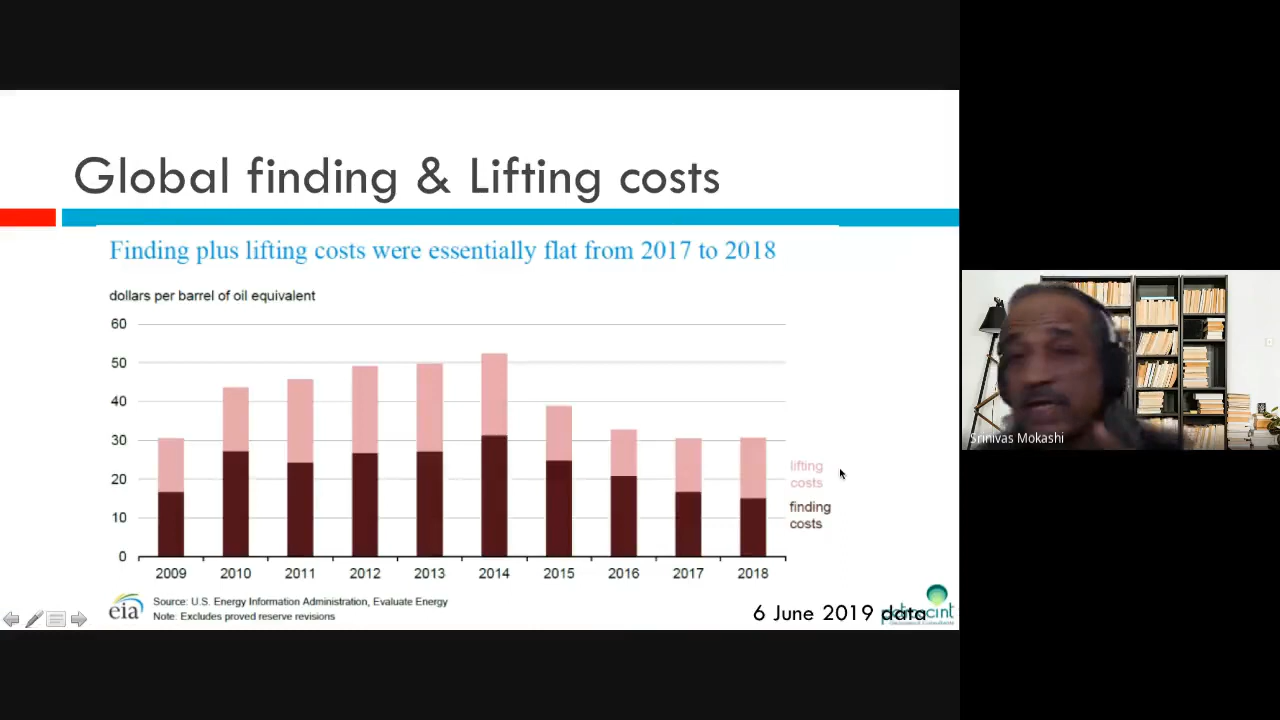 Global finding & Lifting costs
Finding plus lifting costs were essentially flat from 2017 to 2018
dollars per barrel of oil equivalent
60
50
40
30
20
10
0
2009 2010 2011 2012 2013 2014 2015 2016 2017 2018
lifting
costs
finding
costs
eia
Source: U.S. Energy Information Administration, Evaluate Energy
Note: Excludes proved reserve revisions
6 June 2019 data
Srinivas Mokashi